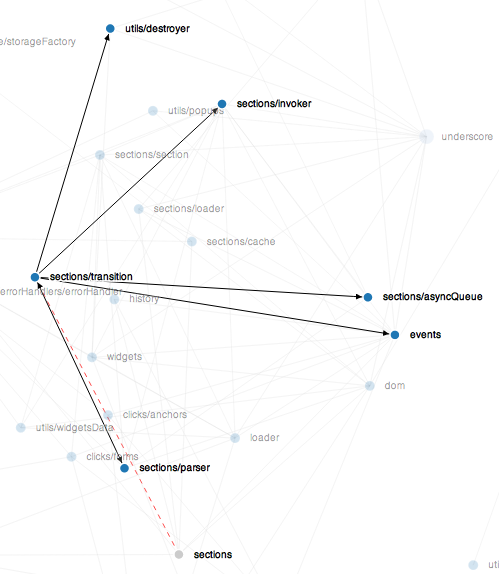 utils/destroyer
e/storageFactory
sections/invoker
utils/popups
underscore
sections/section
sections/loader
sections/cache
sections/transition
errorHandlers/errorHandler
sections/asyncQueue
history
events
widgets
dom
clicks/anchors
utils/widgetsData
loader
clicks/forms
sections/parser
sections
uti